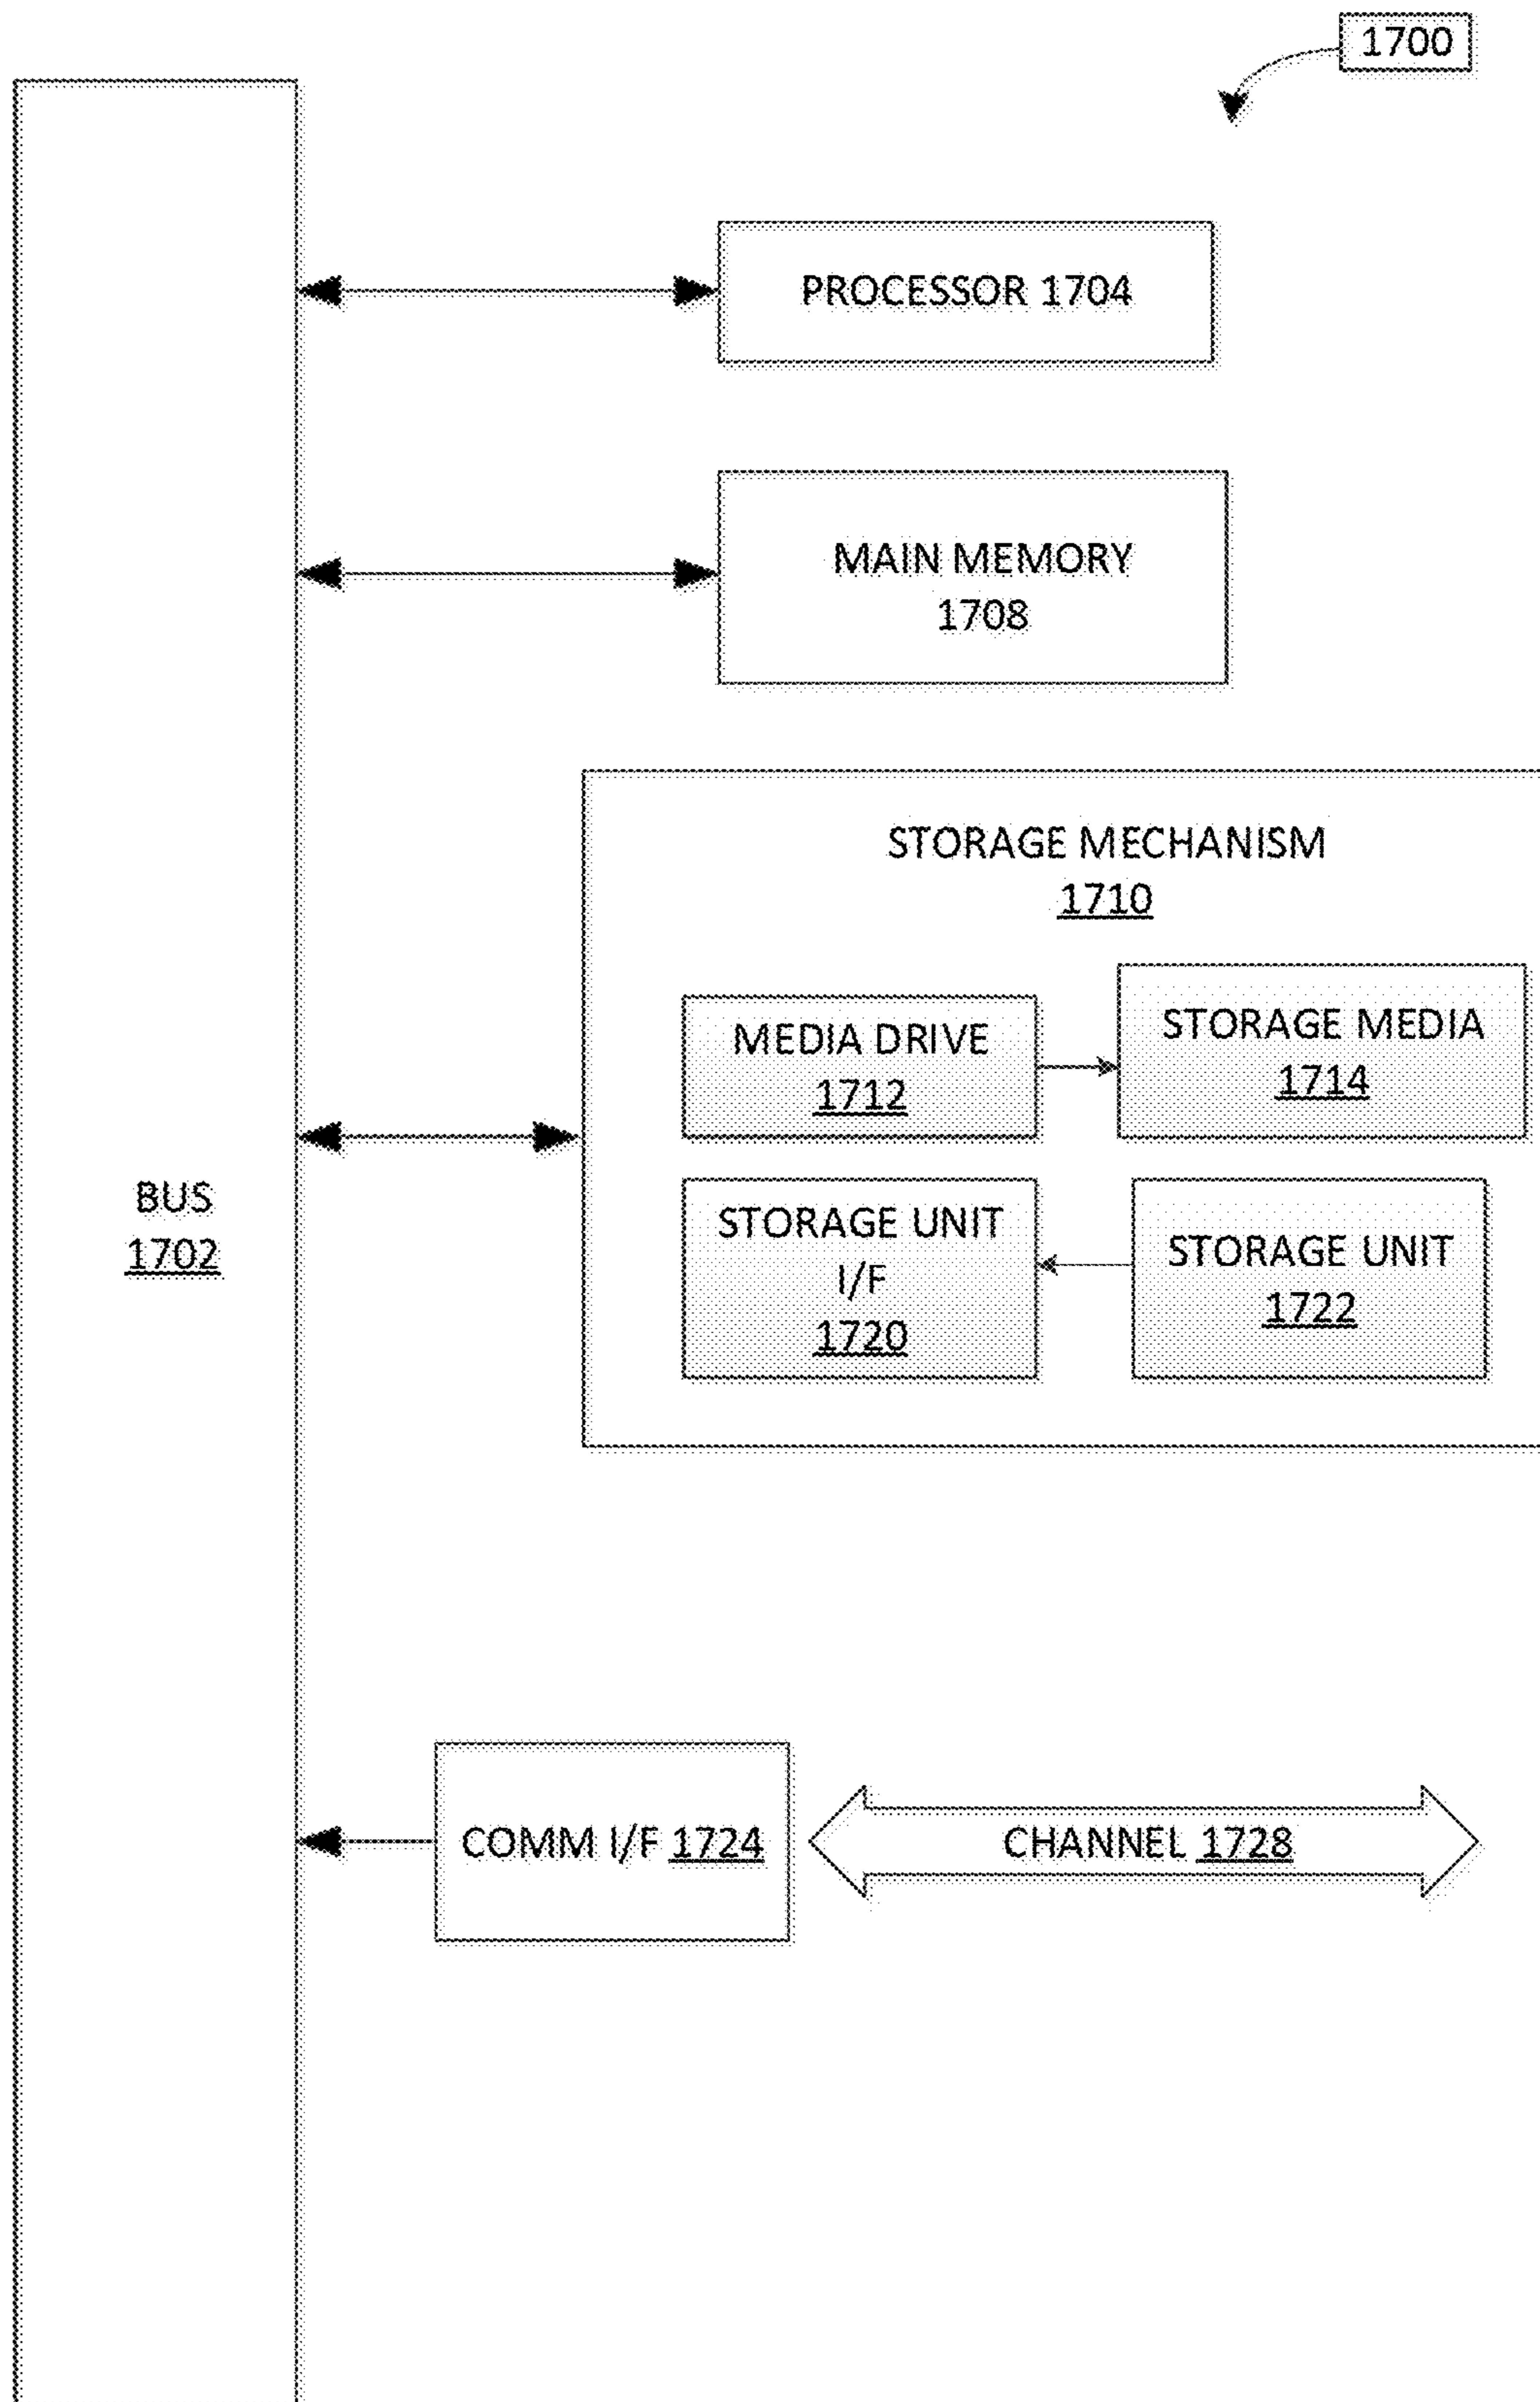 1700
PROCESSOR 1704
MAIN MEMORY
1708
STORAGE MECHANISM
1710
MEDIA DRIVE
1712
STORAGE MEDIA
1714
BUS
1702
STORAGE UNIT
I/F
1720
STORAGE UNIT
1722
COMM I/F 1724
CHANNEL 1728